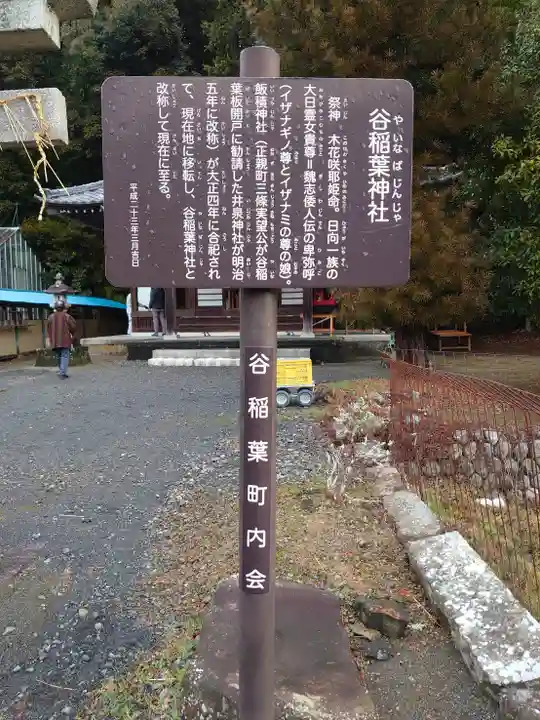 谷稲葉神社
やいなばじんじゃ
祭神 木花咲耶姫命。日向一族の
大日霊女貴尊＝魏志倭人伝の卑弥呼
(イザナギノ尊とイザナミの尊の娘)。
飯積神社(正親町三條実望公が谷稲
葉板開戸に勧請した井泉神社が明治
五年に改称)が大正四年に合祀され
て、現在地に移転し、谷稲葉神社と
改称して現在に至る。
平成二十三年三月吉日
谷稲葉町内会